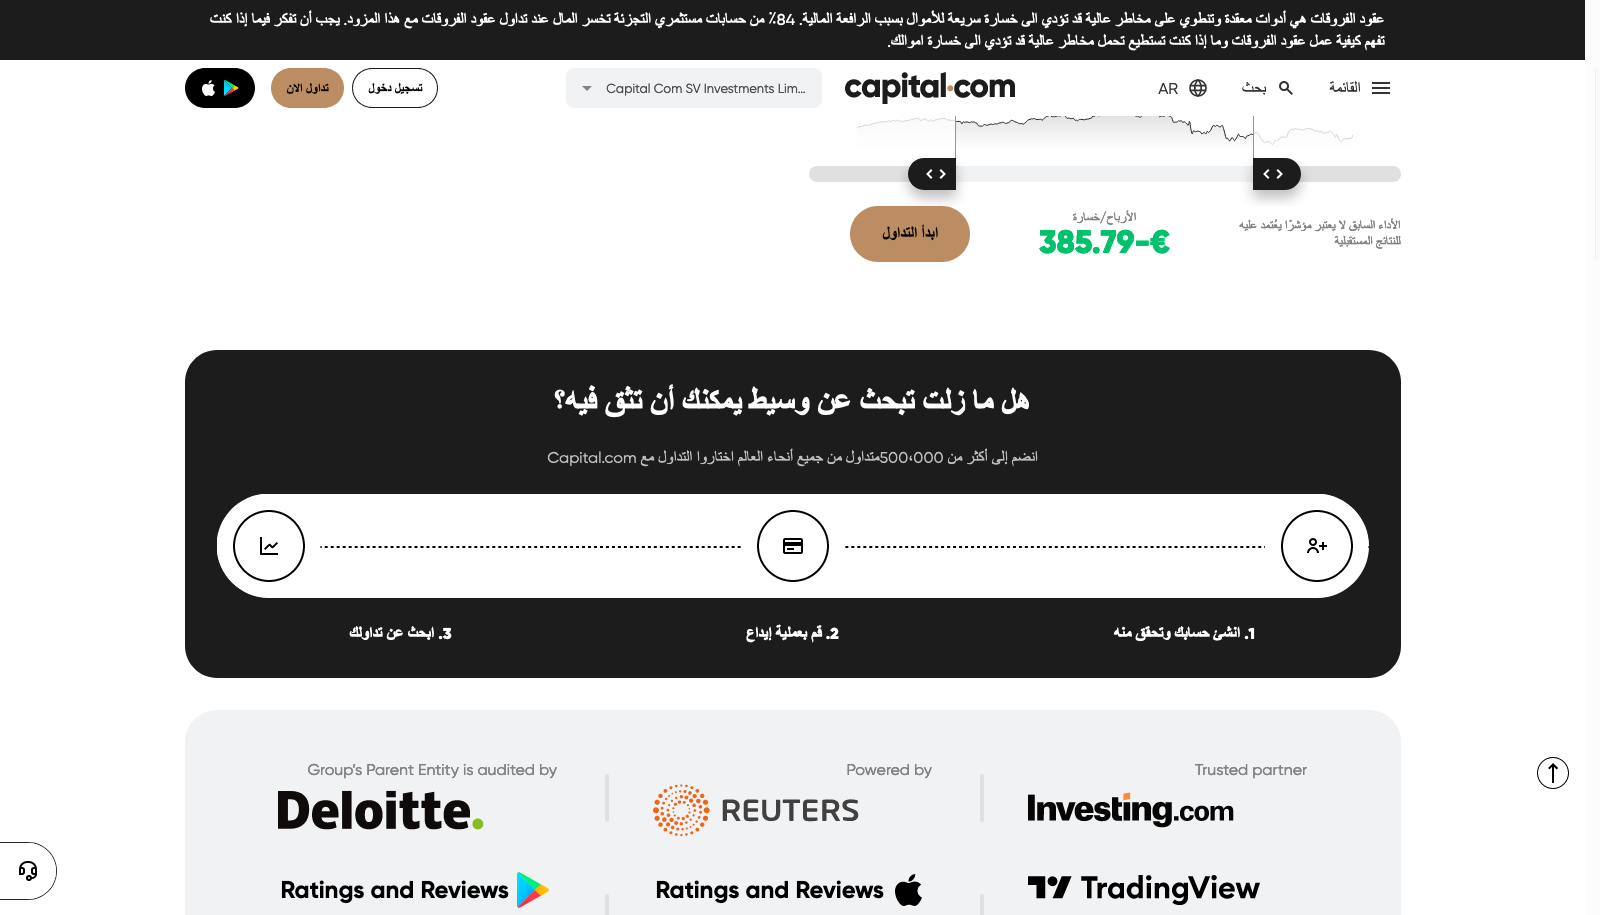 عقود الفروقات هي أدوات معقدة وتنطوي على مخاطر عالية قد تؤدي الى خسارة سريعة للأموال بسبب الرافعة المالية. 84٪ من حسابات مستثمري التجزئة تخسر المال عند تداول عقود الفروقات مع هذا المزود. يجب أن تفكر فيما إذا كنت
تفهم كيفية عمل عقود الفروقات وما إذا كنت تستطيع تحمل مخاطر عالية قد تؤدي الى خسارة اموالك.
القائمة
بحث
AR
capital.com
Capital Com SV Investments Lim...
تسجيل دخول
تداول الان
الأداء السابق لا يعتبر مؤشرًا يعُتمد عليه
للنتائج المستقبلية
الأرباح/خسارة
385.79-€
ابدأ التداول
هل ما زلت تبحث عن وسيط يمكنك أن تثق فيه؟
انضم إلى أكثر من 500،000متداول من جميع أنحاء العالم اختاروا التداول مع Capital.com
1. انشئ حسابك وتحقق منه
2. قم بعملية إيداع
3. ابحث عن تداولك
Trusted partner
Investing.com
Powered by
REUTERS
Group's Parent Entity is audited by
Deloitte.
TradingView
Ratings and Reviews
Ratings and Reviews